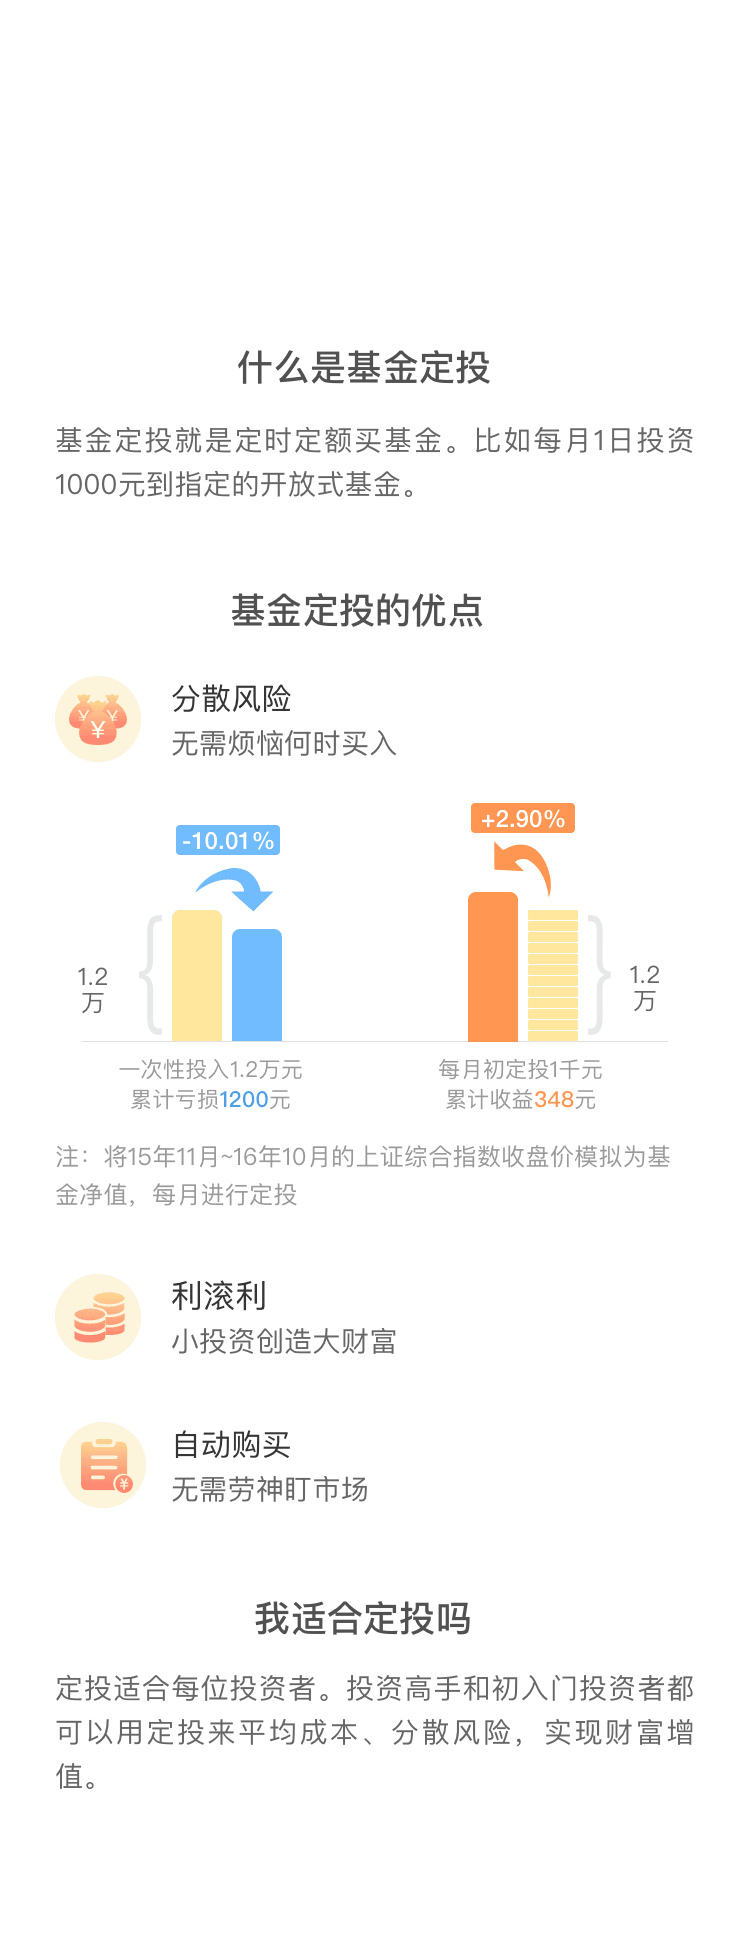 什么是基金定投
基金定投就是定时定额买基金。比如每月1日投资
1000元到指定的开放式基金。
基金定投的优点
分散风险
无需烦恼何时买入
-10.01%
+2.90%
1.2
万
1.2
万
一次性投入1.2万元
累计亏损1200元
每月初定投1千元
累计收益348元
注：将15年11月~16年10月的上证综合指数收盘价模拟为基
金净值，每月进行定投
利滚利
小投资创造大财富
自动购买
无需劳神盯市场
我适合定投吗
定投适合每位投资者。投资高手和初入门投资者都
可以用定投来平均成本、分散风险，实现财富增
值。